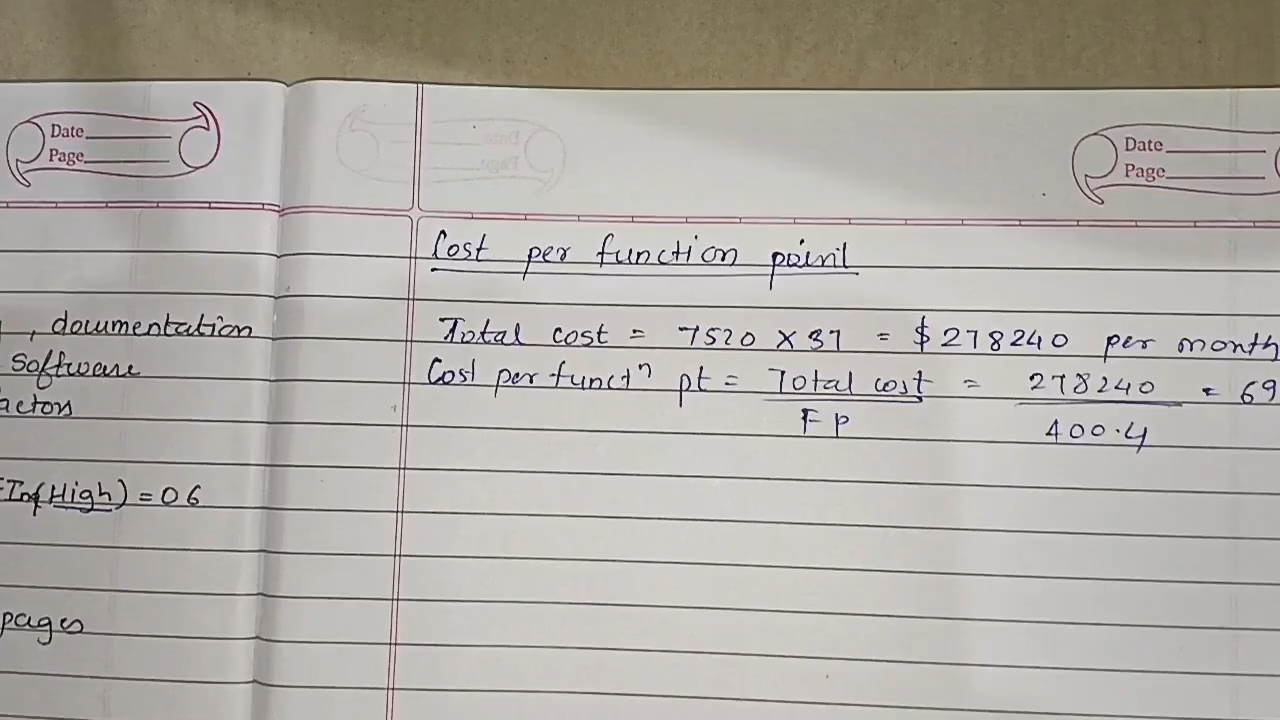 Date
Page
Date
Page
, documentation
software
actors
Inf(High) = 06
pages
Cost per function point
Total cost = 7520 X 37 = $ 278240 per month
Cost per functⁿ pt = Total cost / FP = 278240 / 400.4 = 69